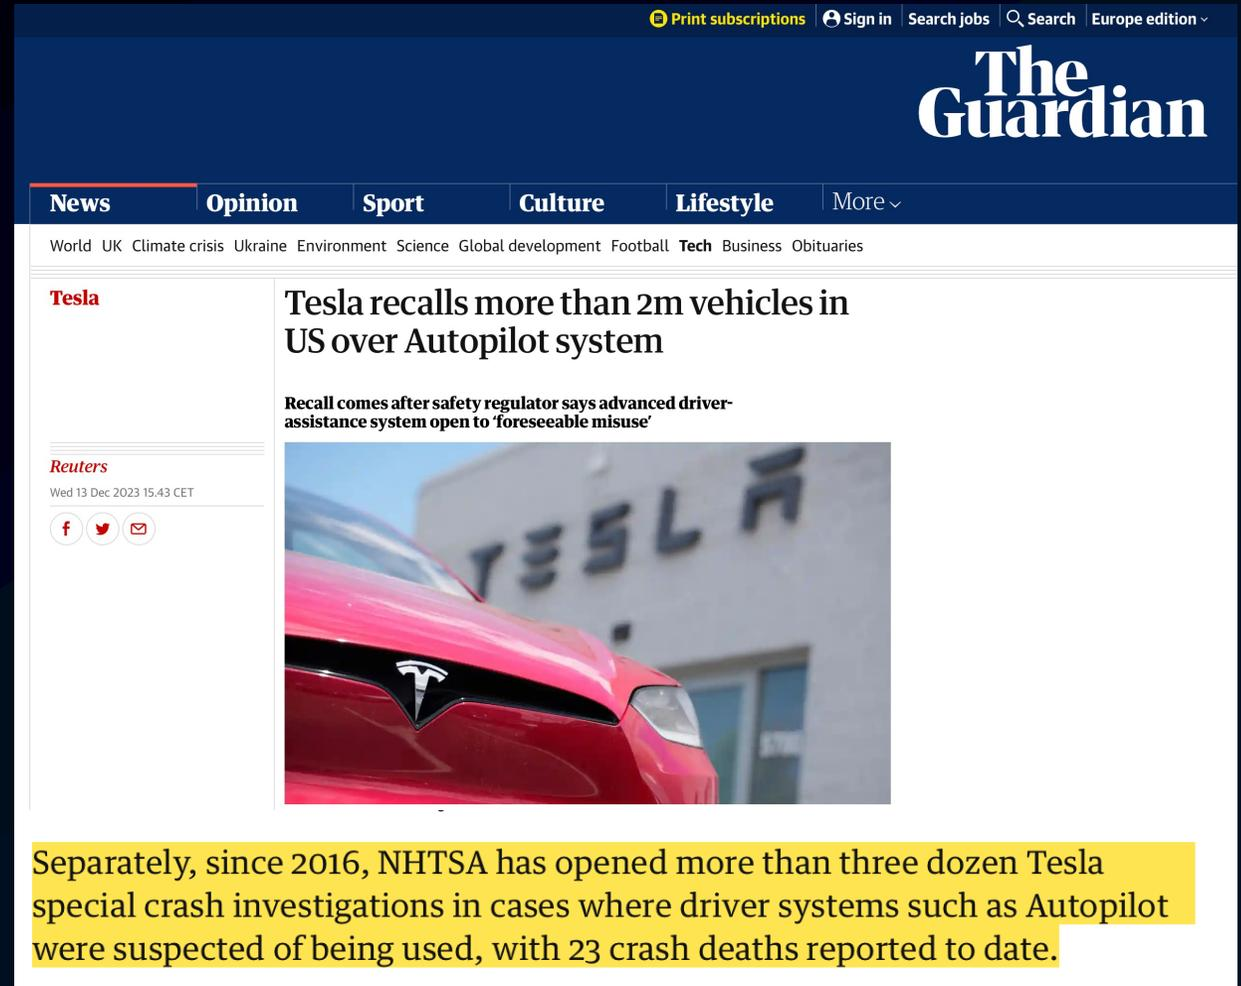 Print subscriptions
Sign in
Search jobs
Search
Europe edition
The
Guardian
News
Opinion
Sport
Culture
Lifestyle
More
World UK Climate crisis Ukraine Environment Science Global development Football Tech Business Obituaries
Tesla
Tesla recalls more than 2m vehicles in
US over Autopilot system
Recall comes after safety regulator says advanced driver-
assistance system open to ‘foreseeable misuse’
Reuters
Wed 13 Dec 2023 15.43 CET
TESLA
Separately, since 2016, NHTSA has opened more than three dozen Tesla
special crash investigations in cases where driver systems such as Autopilot
were suspected of being used, with 23 crash deaths reported to date.